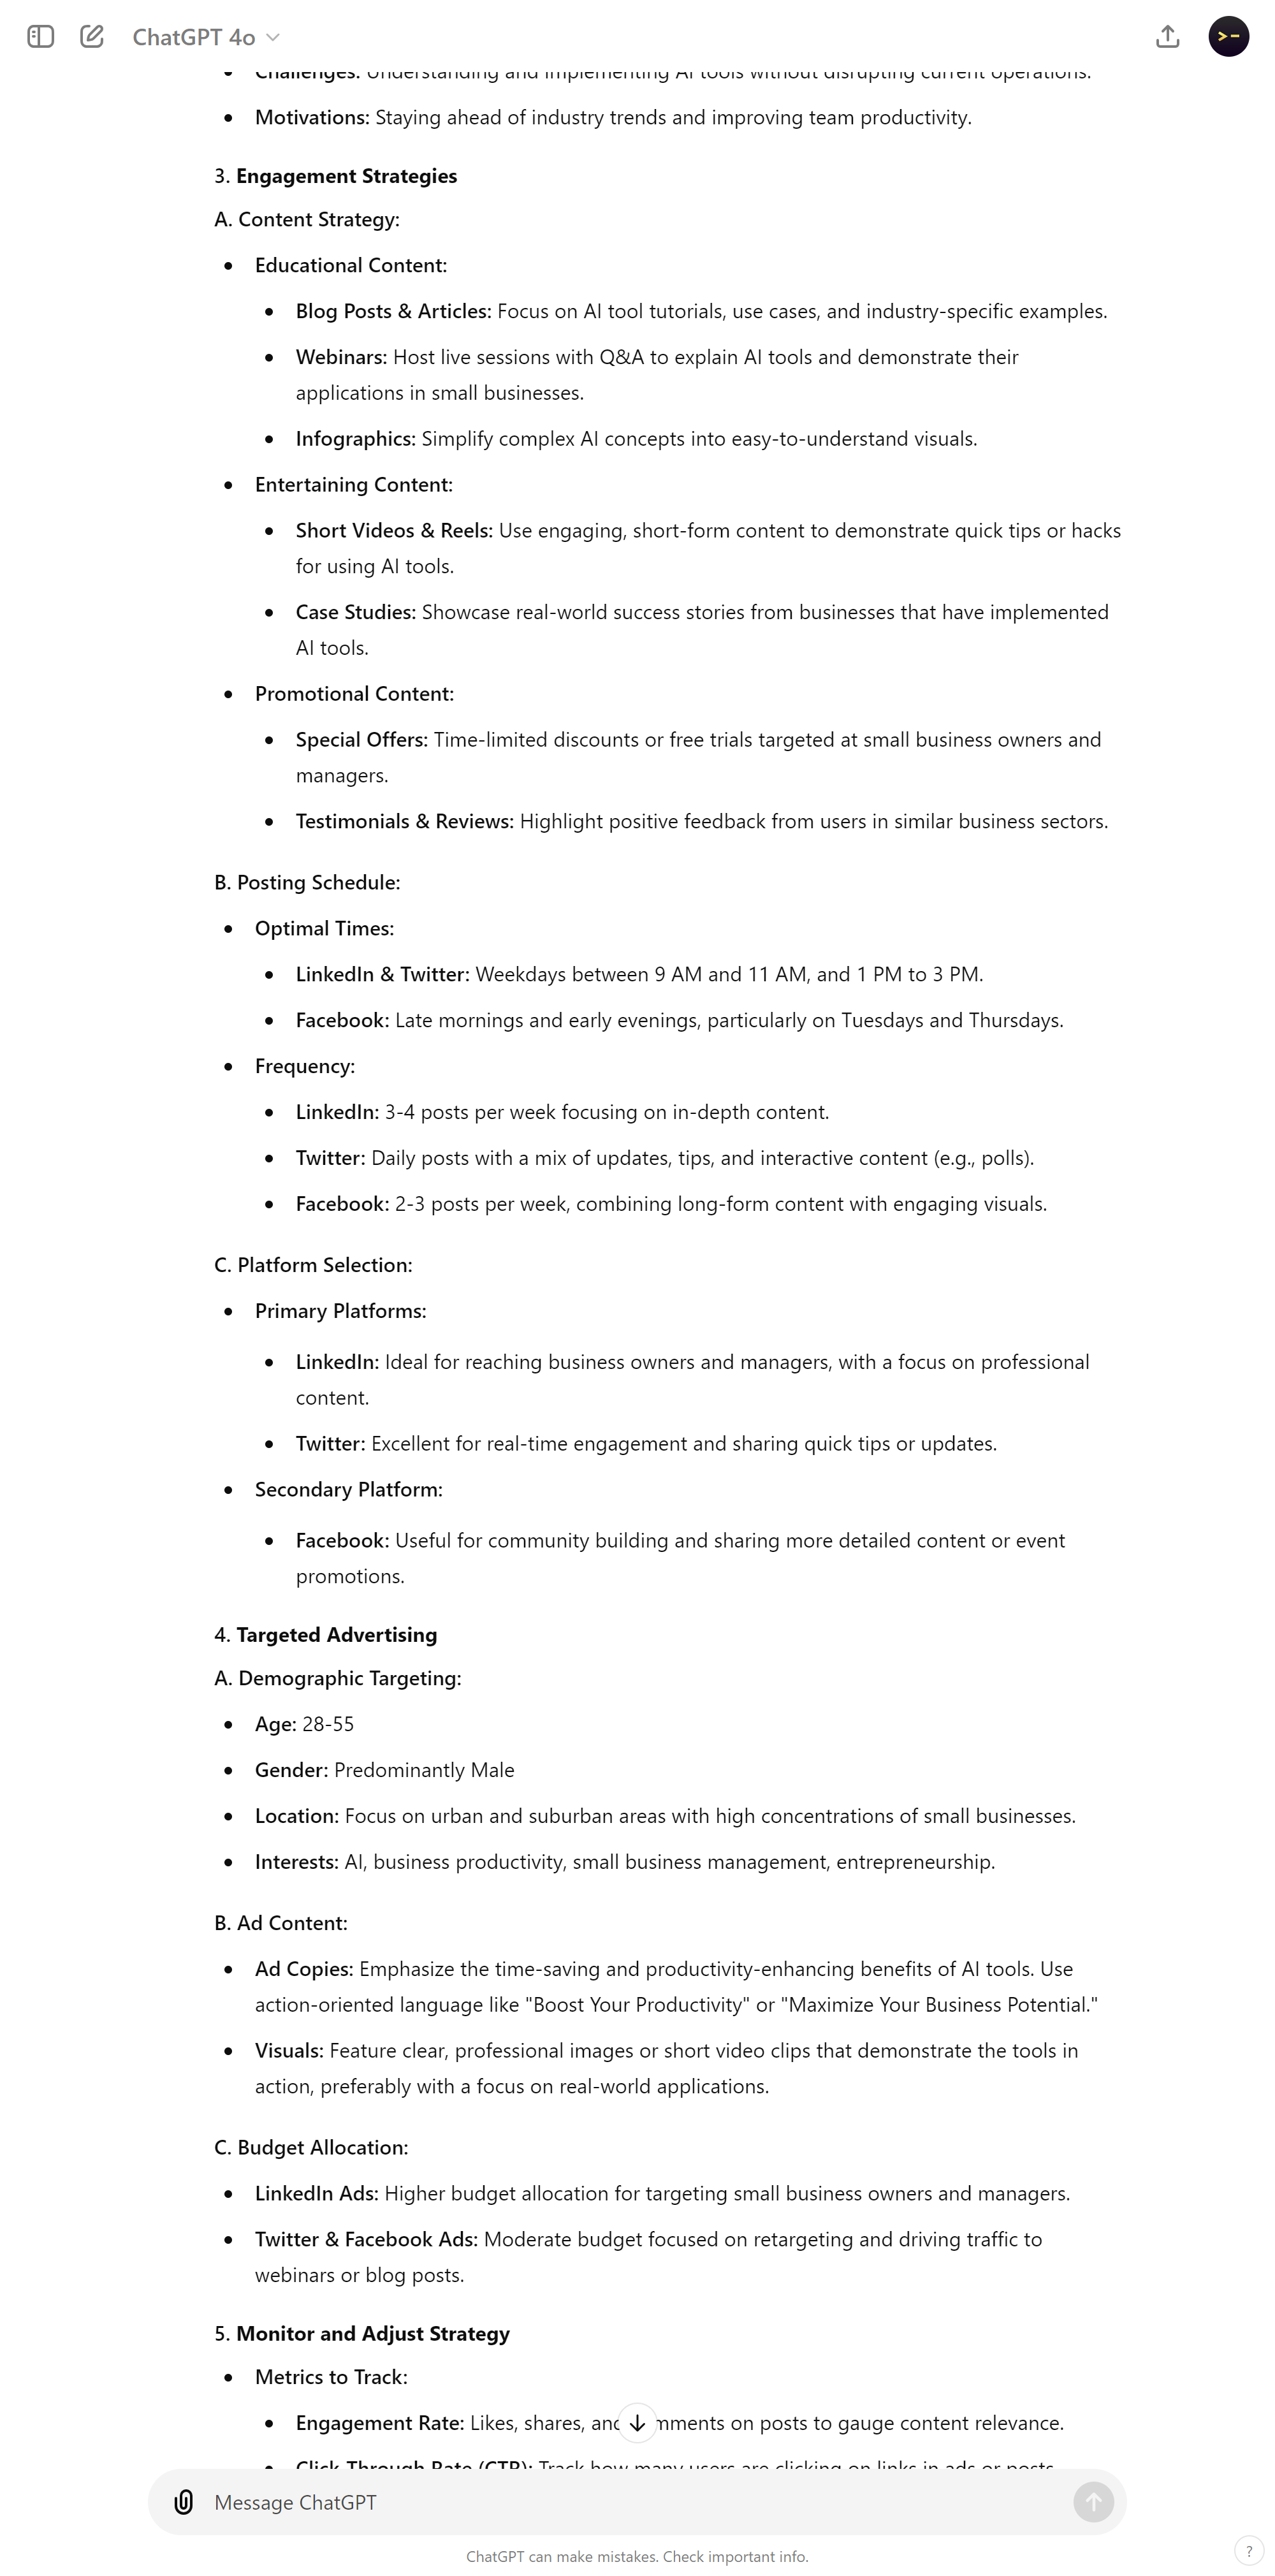 ChatGPT 4o
Challenges: Understanding and implementing AI tools without disrupting current operations.
Motivations: Staying ahead of industry trends and improving team productivity.
3. Engagement Strategies
A. Content Strategy:
Educational Content:
Blog Posts & Articles: Focus on AI tool tutorials, use cases, and industry-specific examples.
Webinars: Host live sessions with Q&A to explain AI tools and demonstrate their
applications in small businesses.
Infographics: Simplify complex AI concepts into easy-to-understand visuals.
Entertaining Content:
Short Videos & Reels: Use engaging, short-form content to demonstrate quick tips or hacks
for using AI tools.
Case Studies: Showcase real-world success stories from businesses that have implemented
AI tools.
Promotional Content:
Special Offers: Time-limited discounts or free trials targeted at small business owners and
managers.
Testimonials & Reviews: Highlight positive feedback from users in similar business sectors.
B. Posting Schedule:
Optimal Times:
LinkedIn & Twitter: Weekdays between 9 AM and 11 AM, and 1 PM to 3 PM.
Facebook: Late mornings and early evenings, particularly on Tuesdays and Thursdays.
Frequency:
LinkedIn: 3-4 posts per week focusing on in-depth content.
Twitter: Daily posts with a mix of updates, tips, and interactive content (e.g., polls).
Facebook: 2-3 posts per week, combining long-form content with engaging visuals.
C. Platform Selection:
Primary Platforms:
LinkedIn: Ideal for reaching business owners and managers, with a focus on professional
content.
Twitter: Excellent for real-time engagement and sharing quick tips or updates.
Secondary Platform:
Facebook: Useful for community building and sharing more detailed content or event
promotions.
4. Targeted Advertising
A. Demographic Targeting:
Age: 28-55
Gender: Predominantly Male
Location: Focus on urban and suburban areas with high concentrations of small businesses.
Interests: AI, business productivity, small business management, entrepreneurship.
B. Ad Content:
Ad Copies: Emphasize the time-saving and productivity-enhancing benefits of AI tools. Use
action-oriented language like "Boost Your Productivity" or "Maximize Your Business Potential."
Visuals: Feature clear, professional images or short video clips that demonstrate the tools in
action, preferably with a focus on real-world applications.
C. Budget Allocation:
LinkedIn Ads: Higher budget allocation for targeting small business owners and managers.
Twitter & Facebook Ads: Moderate budget focused on retargeting and driving traffic to
webinars or blog posts.
5. Monitor and Adjust Strategy
Metrics to Track:
Engagement Rate: Likes, shares, and comments on posts to gauge content relevance.
Click-Through Rate (CTR): Track how many users are clicking on links in ads or posts.
Message ChatGPT
ChatGPT can make mistakes. Check important info.
?